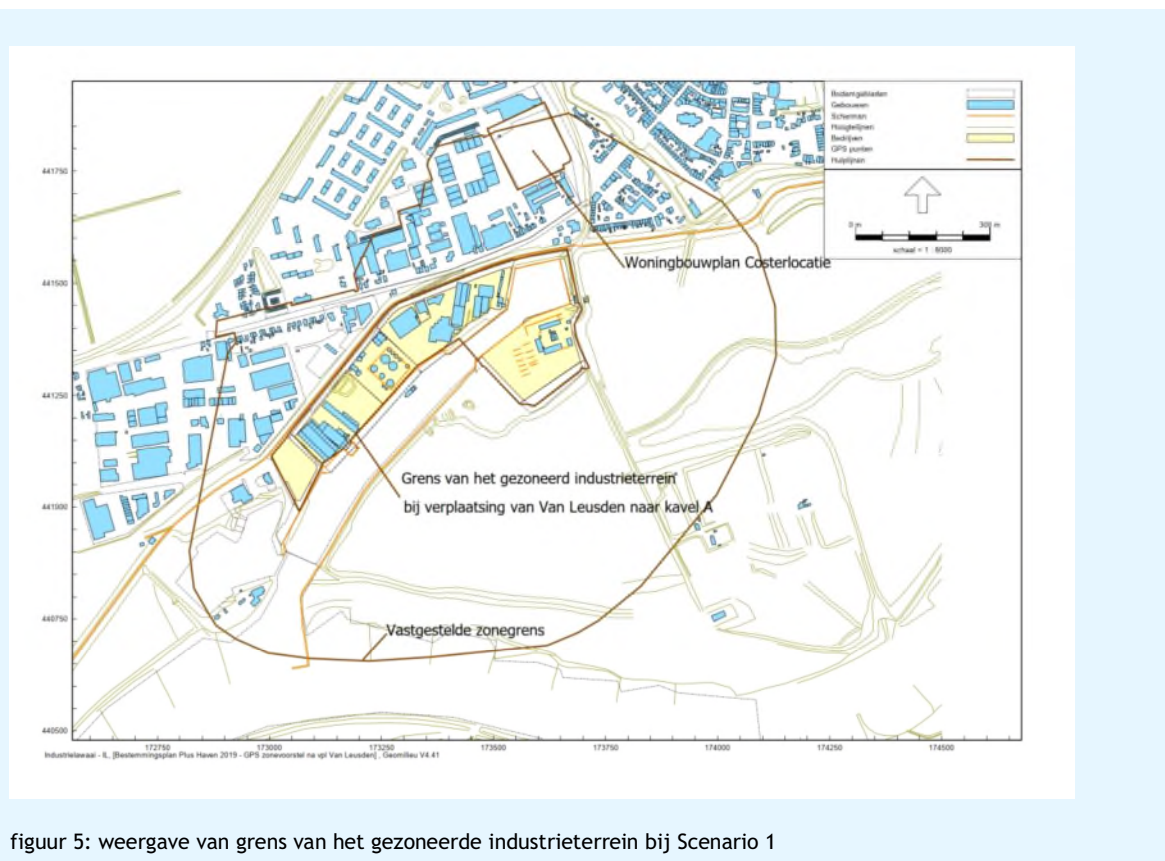 Bodemgebieden
Gebouwen
Schermen
Hoogtelijnen
Bedrijven
GPS punten
Hulplijnen
0 m 300 m
schaal = 1 : 8000
441750
441500
441250
441000
440750
440500
Woningbouwplan Costerlocatie
Grens van het gezoneerd industrieterrein
bij verplaatsing van Van Leusden naar kavel A
Vastgestelde zonegrens
172750 173000 173250 173500 173750 174000 174250 174500
Industrielawaai - IL, [Bestemmingsplan Plus Haven 2019 - GPS zonevoorstel na vpl Van Leusden] , Geomilieu V4.41
figuur 5: weergave van grens van het gezoneerde industrieterrein bij Scenario 1